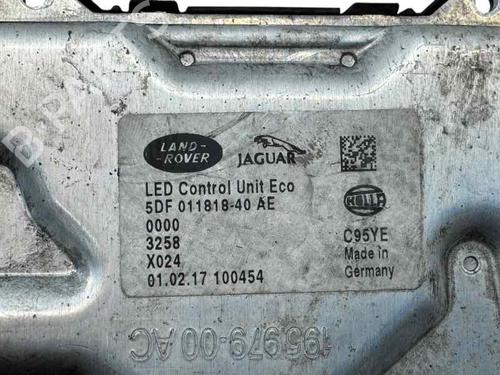 LAND-
ROVER
JAGUAR
LED Control Unit Eco
5DF 011818-40 AE
0000
3258
X024
01.02.17 100454
HELLA
C95YE
Made in
Germany
195979-00 AC